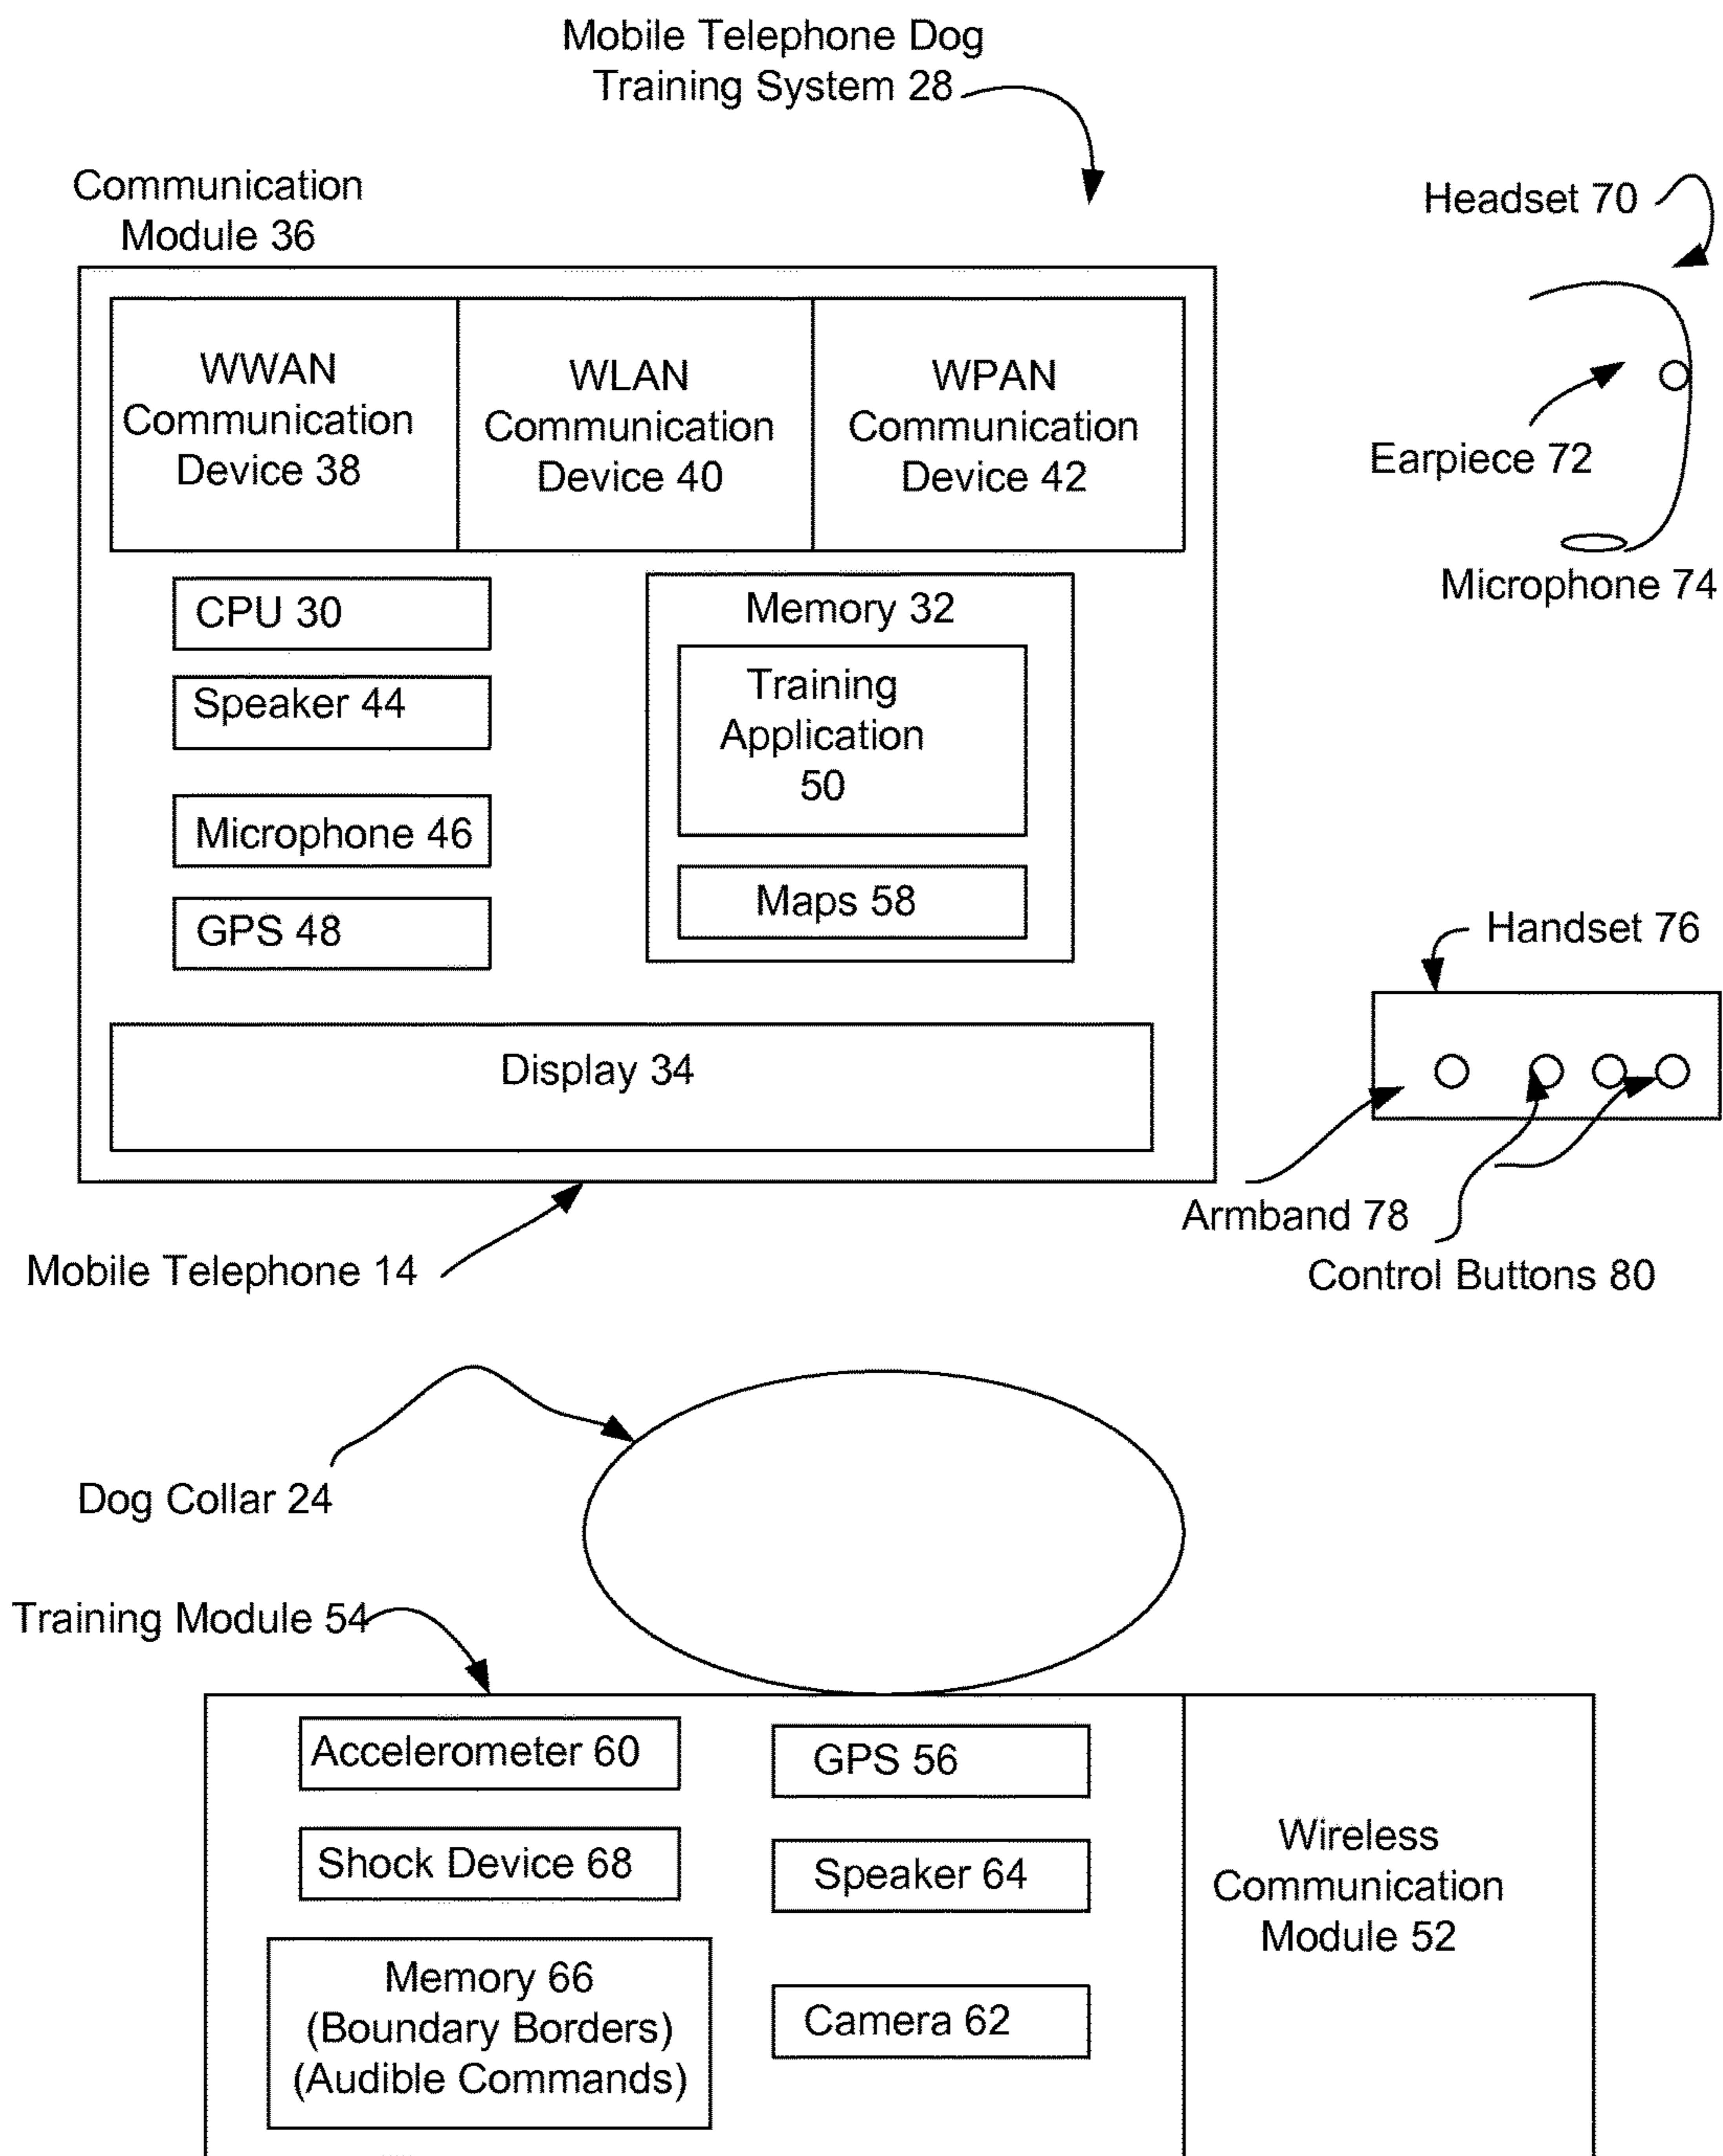 Mobile Telephone Dog
Training System 28
Communication
Module 36
Headset 70
WWAN
Communication
Device 38
WLAN
Communication
Device 40
WPAN
Communication
Device 42
Earpiece 72
Microphone 74
CPU 30
Speaker 44
Microphone 46
GPS 48
Memory 32
Training
Application
50
Maps 58
Handset 76
Display 34
Armband 78
Control Buttons 80
Mobile Telephone 14
Dog Collar 24
Training Module 54
Accelerometer 60
GPS 56
Shock Device 68
Speaker 64
Memory 66
(Boundary Borders)
(Audible Commands)
Camera 62
Wireless
Communication
Module 52